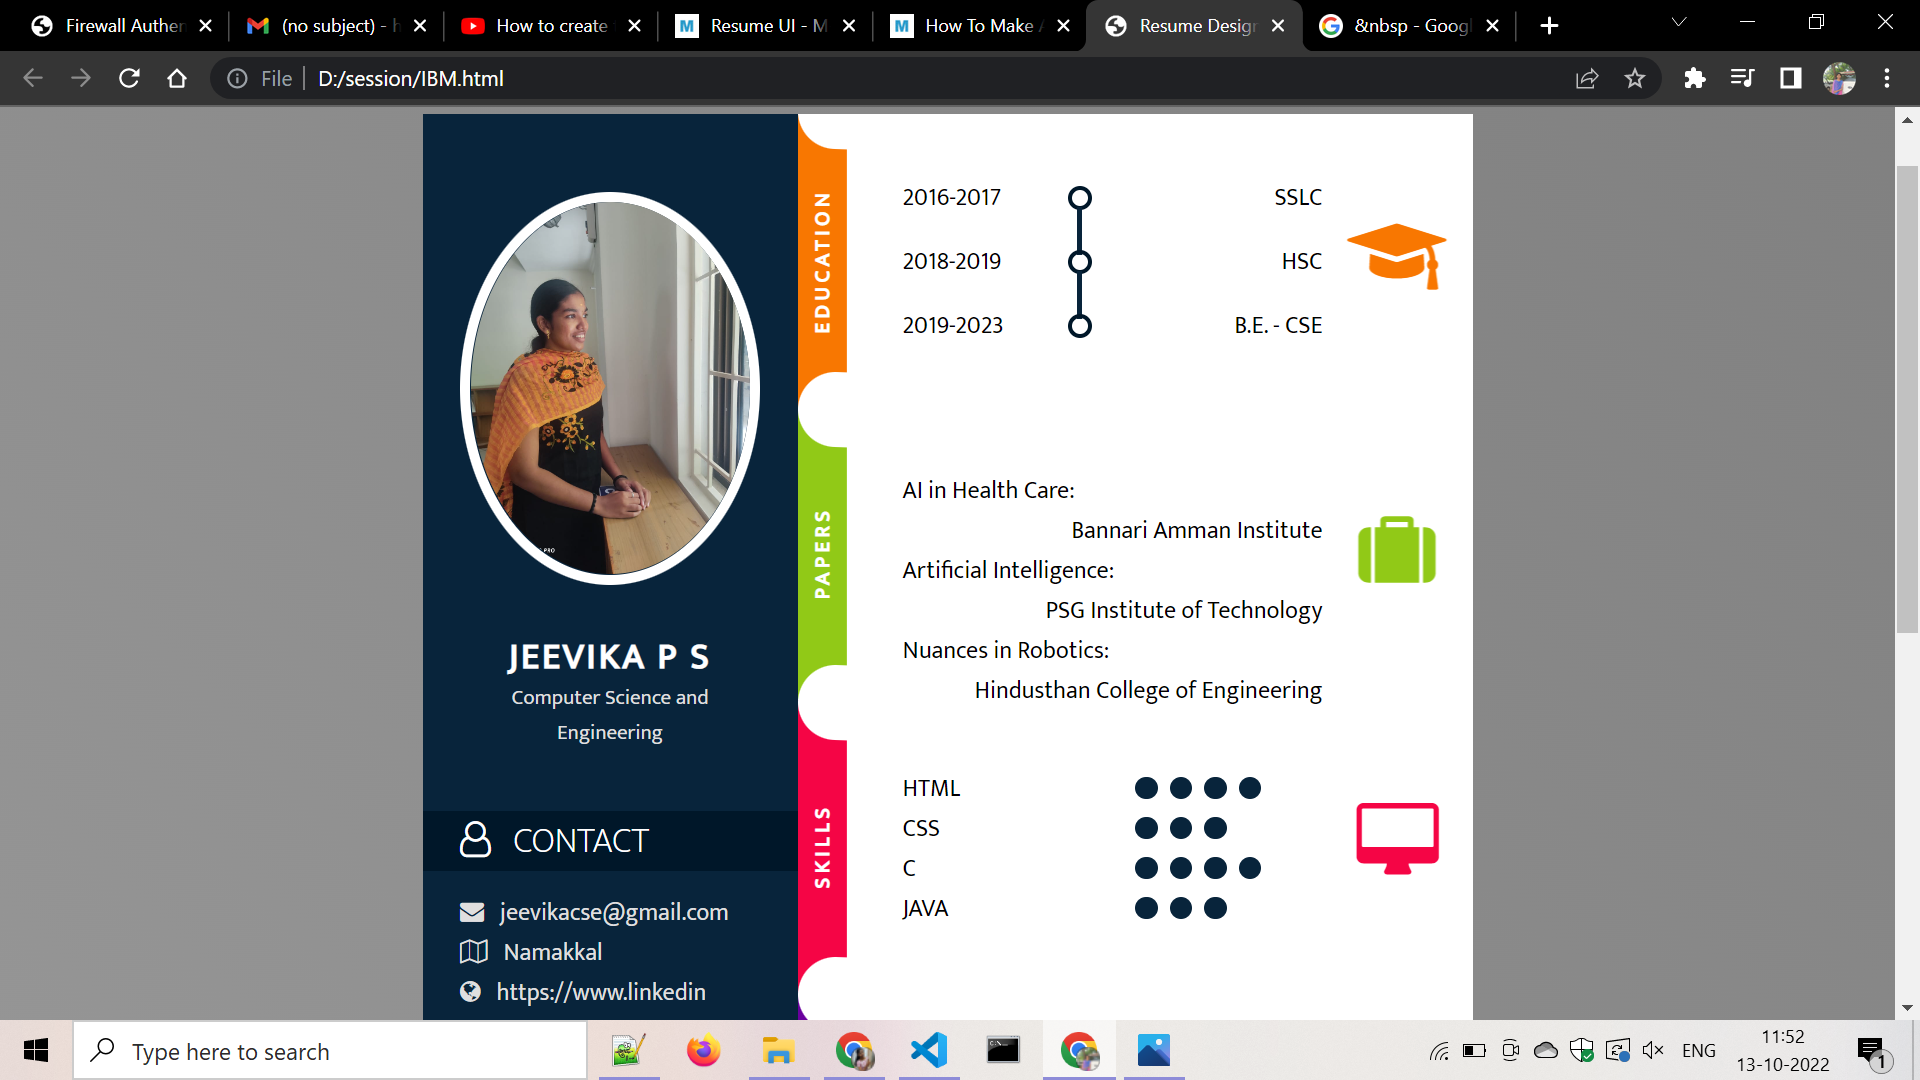 Firewall Authen
(no subject) - h
How to create
Resume UI - M
How To Make A
Resume Design
&nbsp - Googl
File
D:/session/IBM.html
JEEVIKA P S
Computer Science and
Engineering
CONTACT
jeevikacse@gmail.com
Namakkal
https://www.linkedin
EDUCATION
2016-2017 SSLC
2018-2019 HSC
2019-2023 B.E. - CSE
PAPERS
AI in Health Care:
Bannari Amman Institute
Artificial Intelligence:
PSG Institute of Technology
Nuances in Robotics:
Hindusthan College of Engineering
SKILLS
HTML
CSS
C
JAVA
Type here to search
ENG
11:52
13-10-2022
1